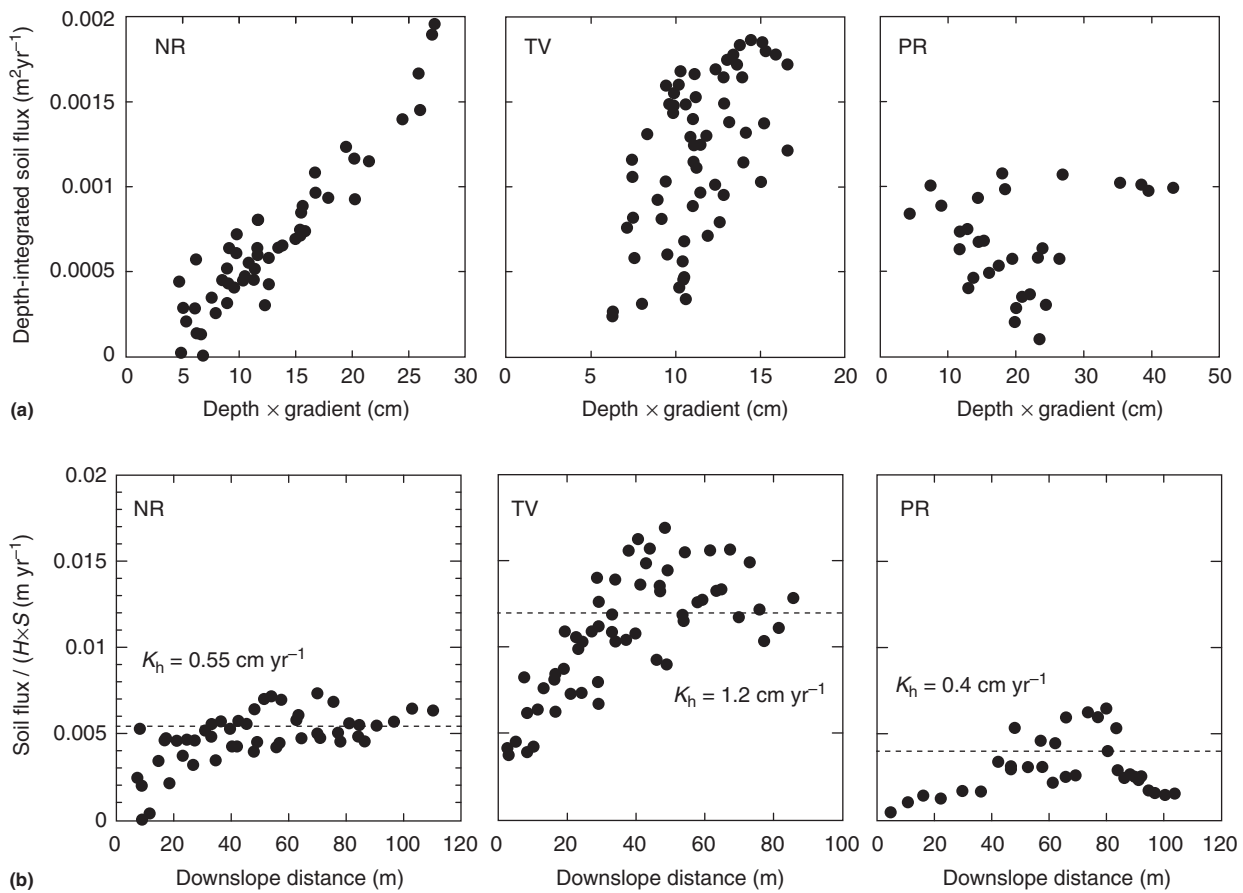 0.002
0.0015
0.001
0.0005
0
Depth-integrated soil flux (m²yr⁻¹)
NR
0 5 10 15 20 25 30
Depth × gradient (cm)
TV
0 5 10 15 20
Depth × gradient (cm)
PR
0 10 20 30 40 50
Depth × gradient (cm)
(a)
0.02
0.015
0.01
0.005
0
Soil flux / (H×S (m yr⁻¹)
NR
Kh = 0.55 cm yr⁻¹
0 20 40 60 80 100 120
Downslope distance (m)
TV
Kh = 1.2 cm yr⁻¹
0 20 40 60 80 100
Downslope distance (m)
PR
Kh = 0.4 cm yr⁻¹
0 20 40 60 80 100 120
Downslope distance (m)
(b)